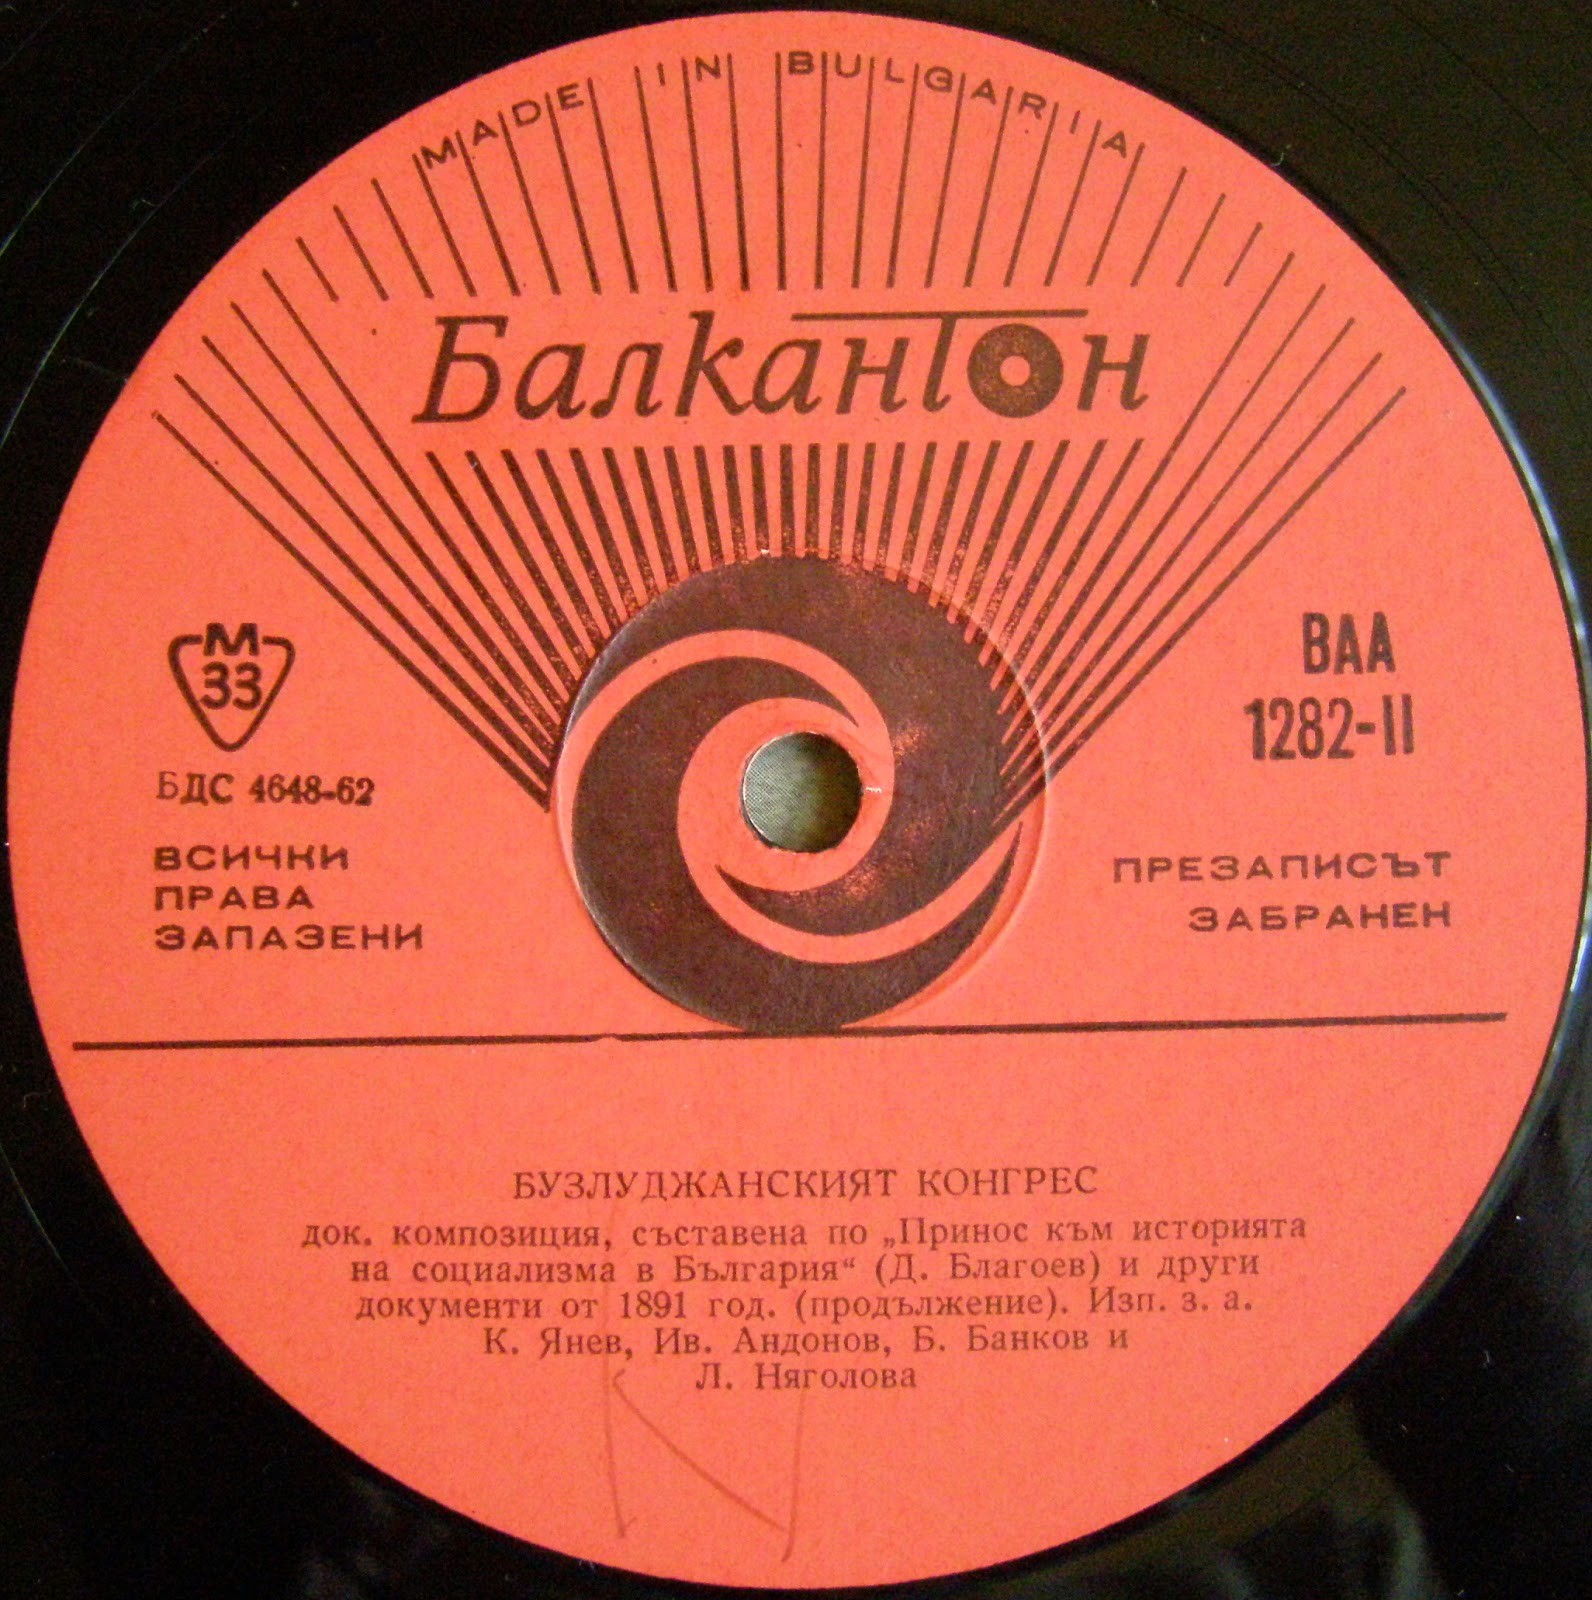 MADE IN BULGARIA
Балкантон
М
33
БДС 4648-62
ВСИЧКИ
ПРАВА
ЗАПАЗЕНИ
ВАА
1282-II
ПРЕЗАПИСЪТ
ЗАБРАНЕН
БУЗЛУДЖАНСКИЯТ КОНГРЕС
док. композиция, съставена по „Принос към историята
на социализма в България“ (Д. Благоев) и други
документи от 1891 год. (продължение). Изп. з. а.
К. Янев, Ив. Андонов, Б. Банков и
Л. Няголова